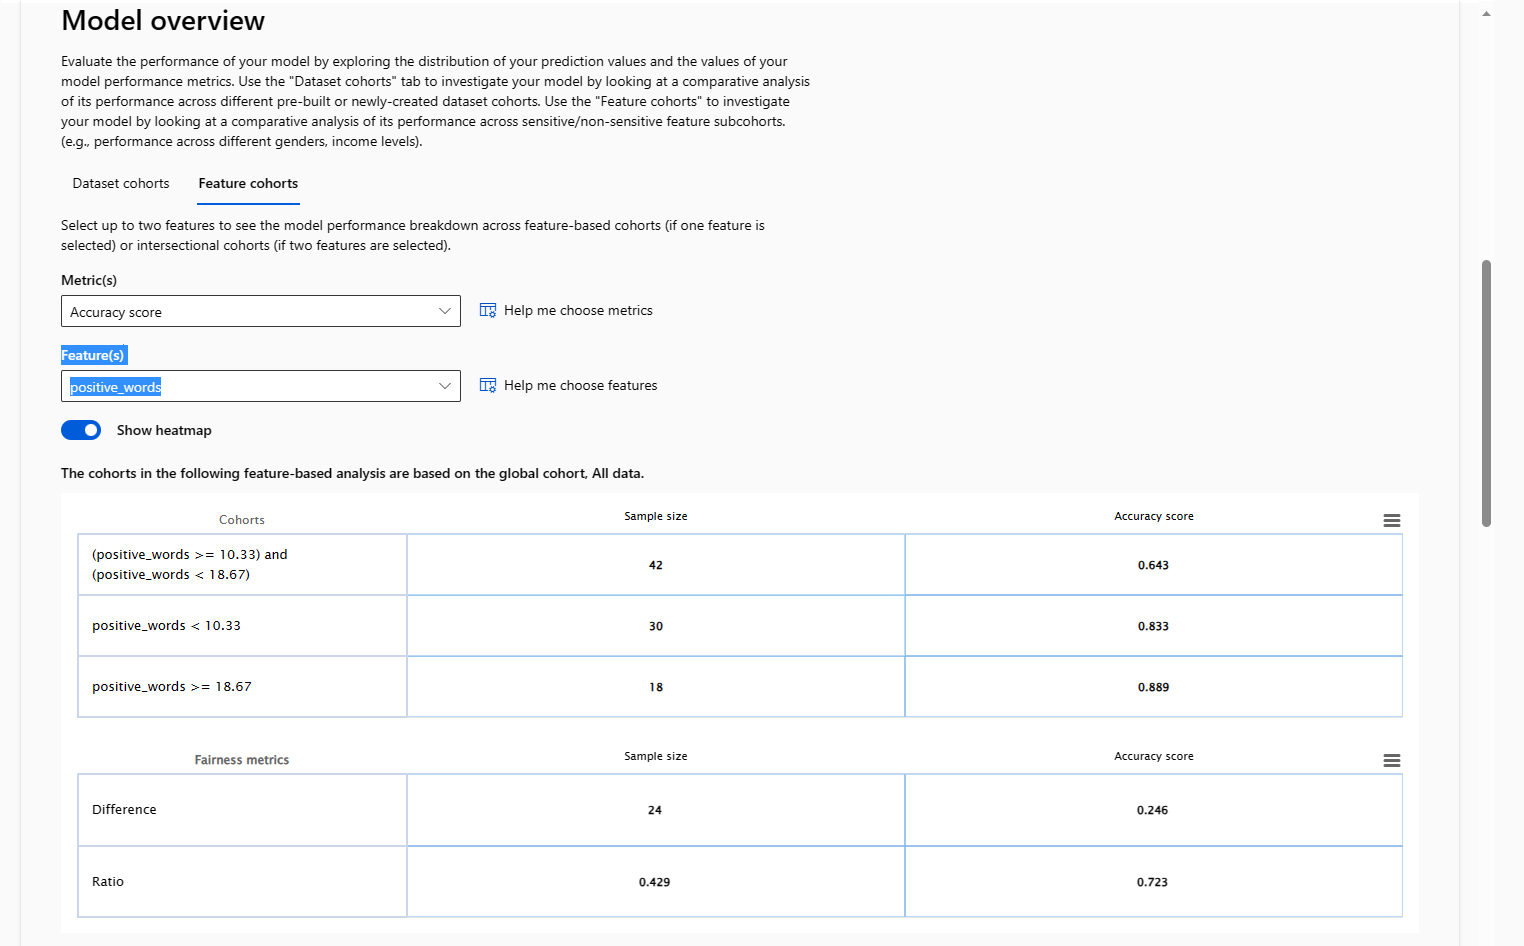 Model overview
Evaluate the performance of your model by exploring the distribution of your prediction values and the values of your
model performance metrics. Use the "Dataset cohorts" tab to investigate your model by looking at a comparative analysis
of its performance across different pre-built or newly-created dataset cohorts. Use the "Feature cohorts" to investigate
your model by looking at a comparative analysis of its performance across sensitive/non-sensitive feature subcohorts.
(e.g., performance across different genders, income levels).
Dataset cohorts Feature cohorts
Select up to two features to see the model performance breakdown across feature-based cohorts (if one feature is
selected) or intersectional cohorts (if two features are selected).
Metric(s)
Accuracy score Help me choose metrics
Feature(s)
positive_words Help me choose features
Show heatmap
The cohorts in the following feature-based analysis are based on the global cohort, All data.
Cohorts Sample size Accuracy score
(positive_words >= 10.33) and
(positive_words < 18.67) 42 0.643
positive_words < 10.33 30 0.833
positive_words >= 18.67 18 0.889
Fairness metrics Sample size Accuracy score
Difference 24 0.246
Ratio 0.429 0.723